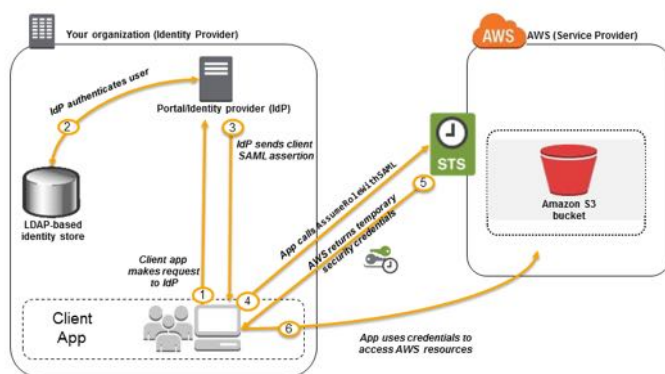 Your organization (Identity Provider)
AWS
AWS (Service Provider)
IdP authenticates user
2
Portal/Identity provider (IdP)
3
IdP sends client
SAML assertion
LDAP-based
identity store
STS
Amazon S3
bucket
App calls AssumeRoleWithSAML
5
AWS returns temporary
security credentials
Client app
makes request
to IdP
1
4
Client
App
6
App uses credentials to
access AWS resources